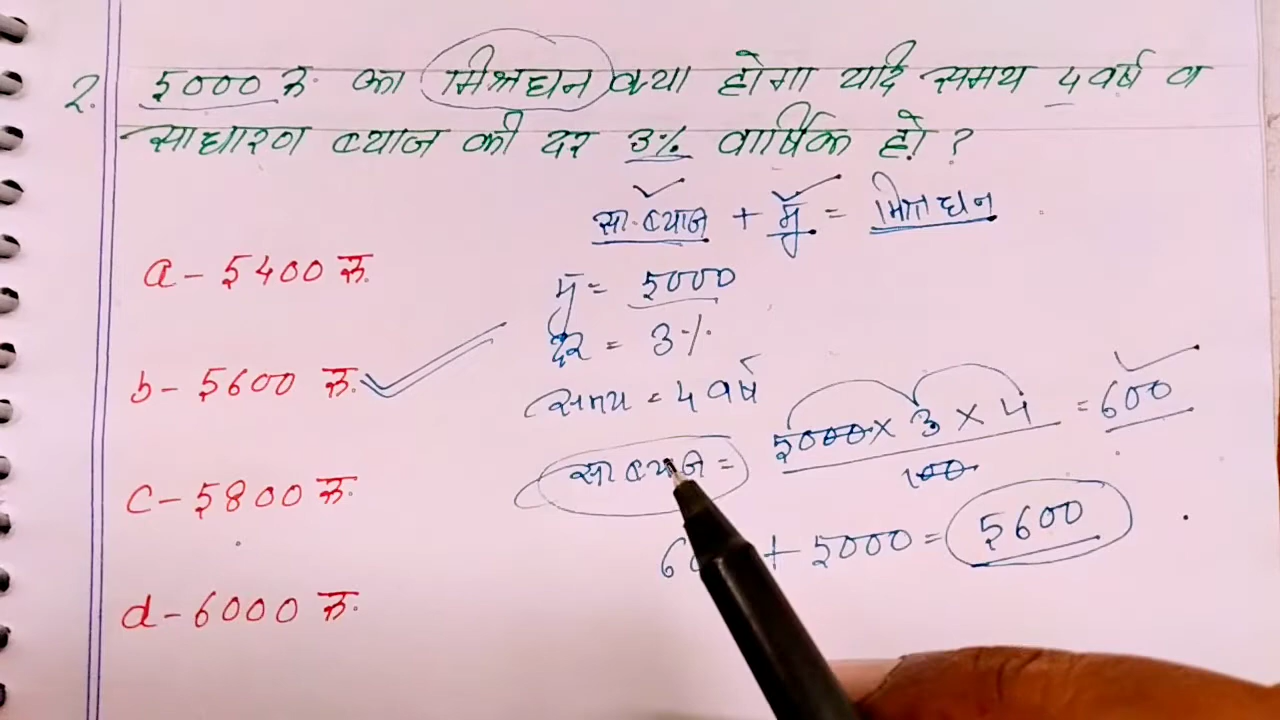 2. 5000 रु. का मिश्रधन क्या होगा यदि समय 4 वर्ष व
साधारण ब्याज की दर 3% वार्षिक हो ?
सा. ब्याज + मू = मिश्रधन
a - 5400 रु.
b - 5600 रु.
c - 5800 रु.
d - 6000 रु.
मू = 5000
दर = 3%
समय = 4 वर्ष
सा ब्याज = 5000 × 3 × 4 = 600
100
+ 5000 = 5600